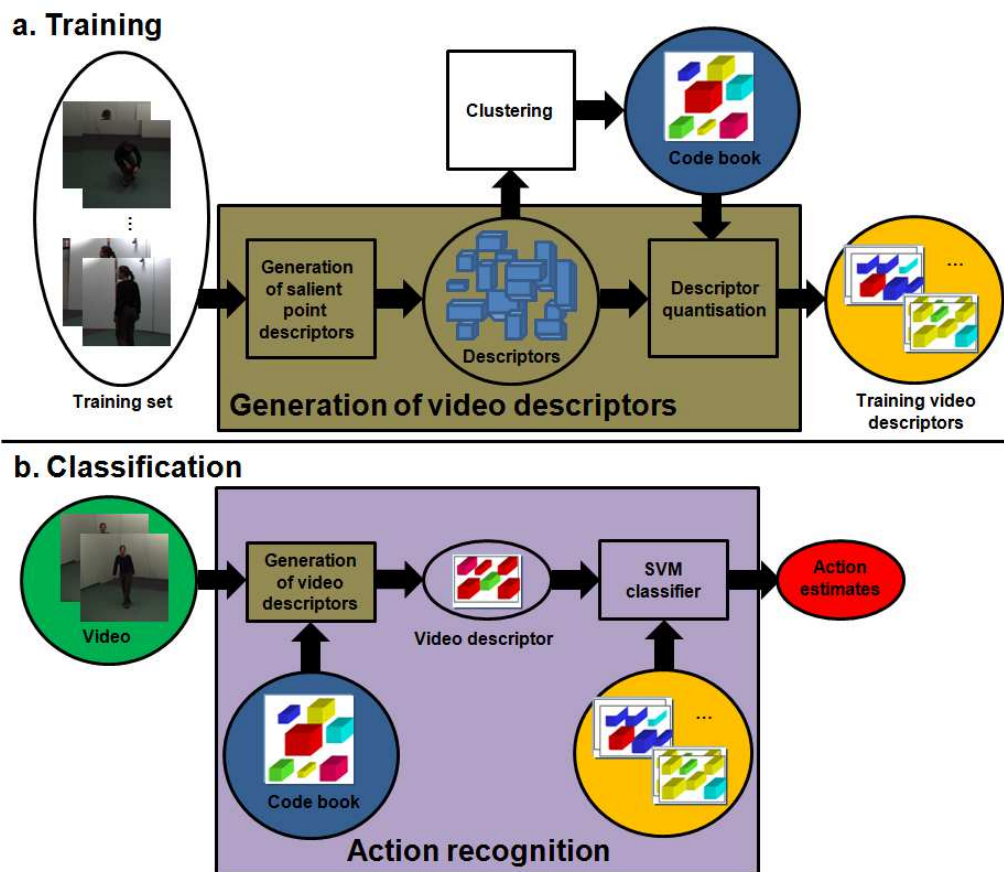 a. Training
Clustering
Code book
⋮
Generation
of salient
point
descriptors
Descriptors
Descriptor
quantisation
...
Training set
Generation of video descriptors
Training video
descriptors
b. Classification
Video
Generation
of video
descriptors
Video descriptor
SVM
classifier
Action
estimates
Code book
...
Action recognition